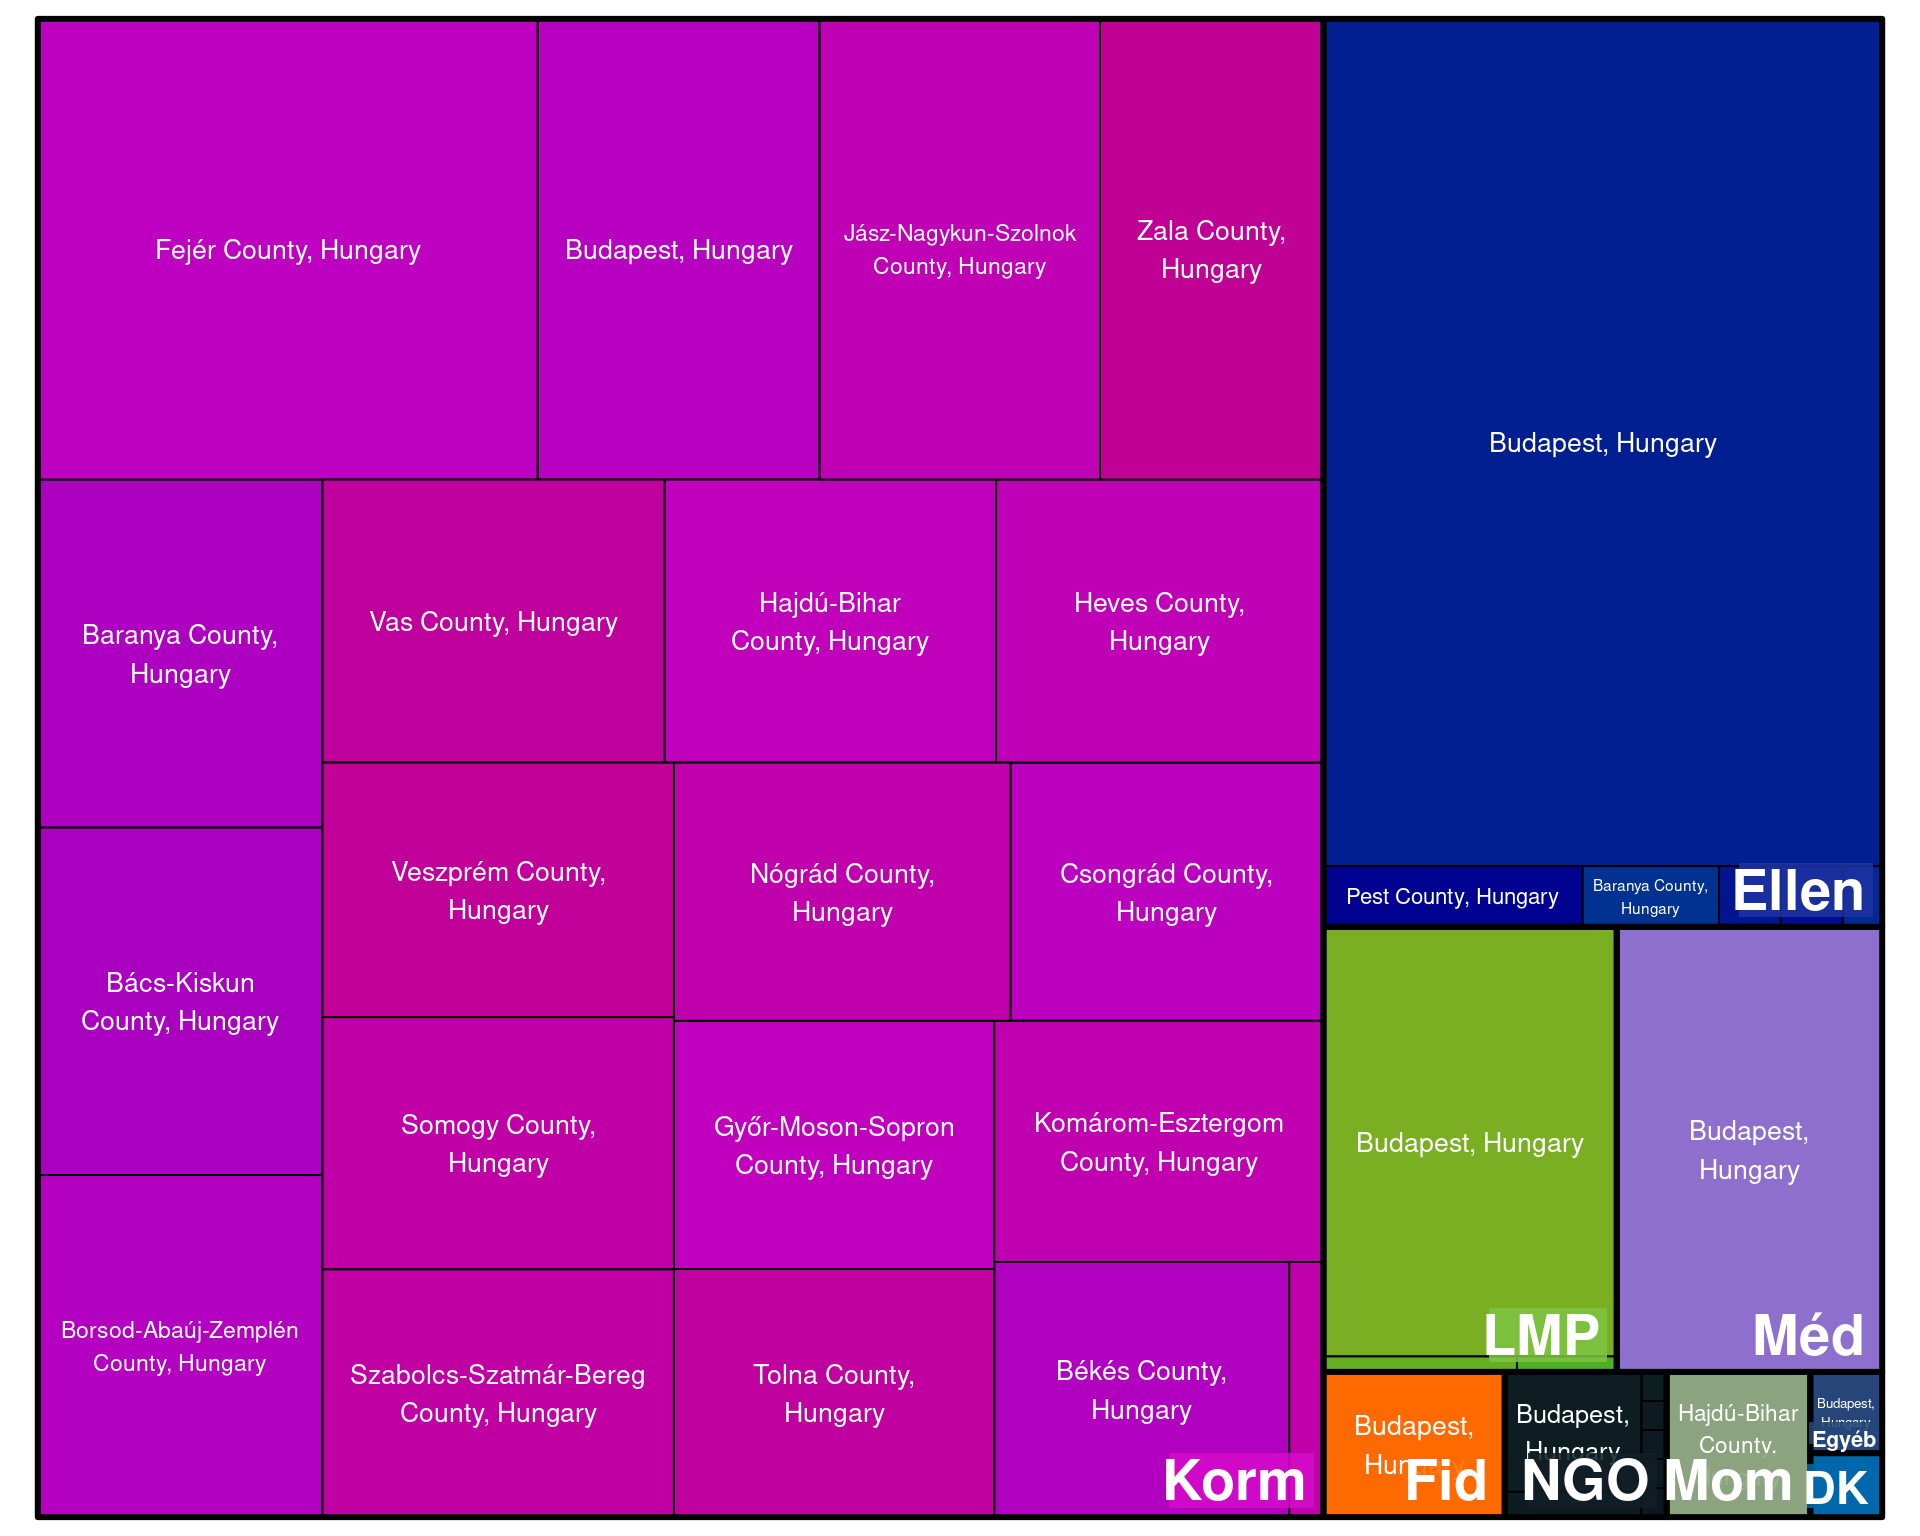 Fejér County, Hungary
Budapest, Hungary
Jász-Nagykun-Szolnok
County, Hungary
Zala County,
Hungary
Baranya County,
Hungary
Vas County, Hungary
Hajdú-Bihar
County, Hungary
Heves County,
Hungary
Bács-Kiskun
County, Hungary
Veszprém County,
Hungary
Nógrád County,
Hungary
Csongrád County,
Hungary
Somogy County,
Hungary
Győr-Moson-Sopron
County, Hungary
Komárom-Esztergom
County, Hungary
Borsod-Abaúj-Zemplén
County, Hungary
Szabolcs-Szatmár-Bereg
County, Hungary
Tolna County,
Hungary
Békés County,
Hungary
Korm
Budapest, Hungary
Pest County, Hungary
Baranya County,
Hungary
Ellen
Budapest, Hungary
LMP
Budapest,
Hungary
Méd
Budapest,
Hungary
Fid
Budapest,
Hungary
NGO
Hajdú-Bihar
County,
Mom
Budapest,
Hungary
Egyéb
DK